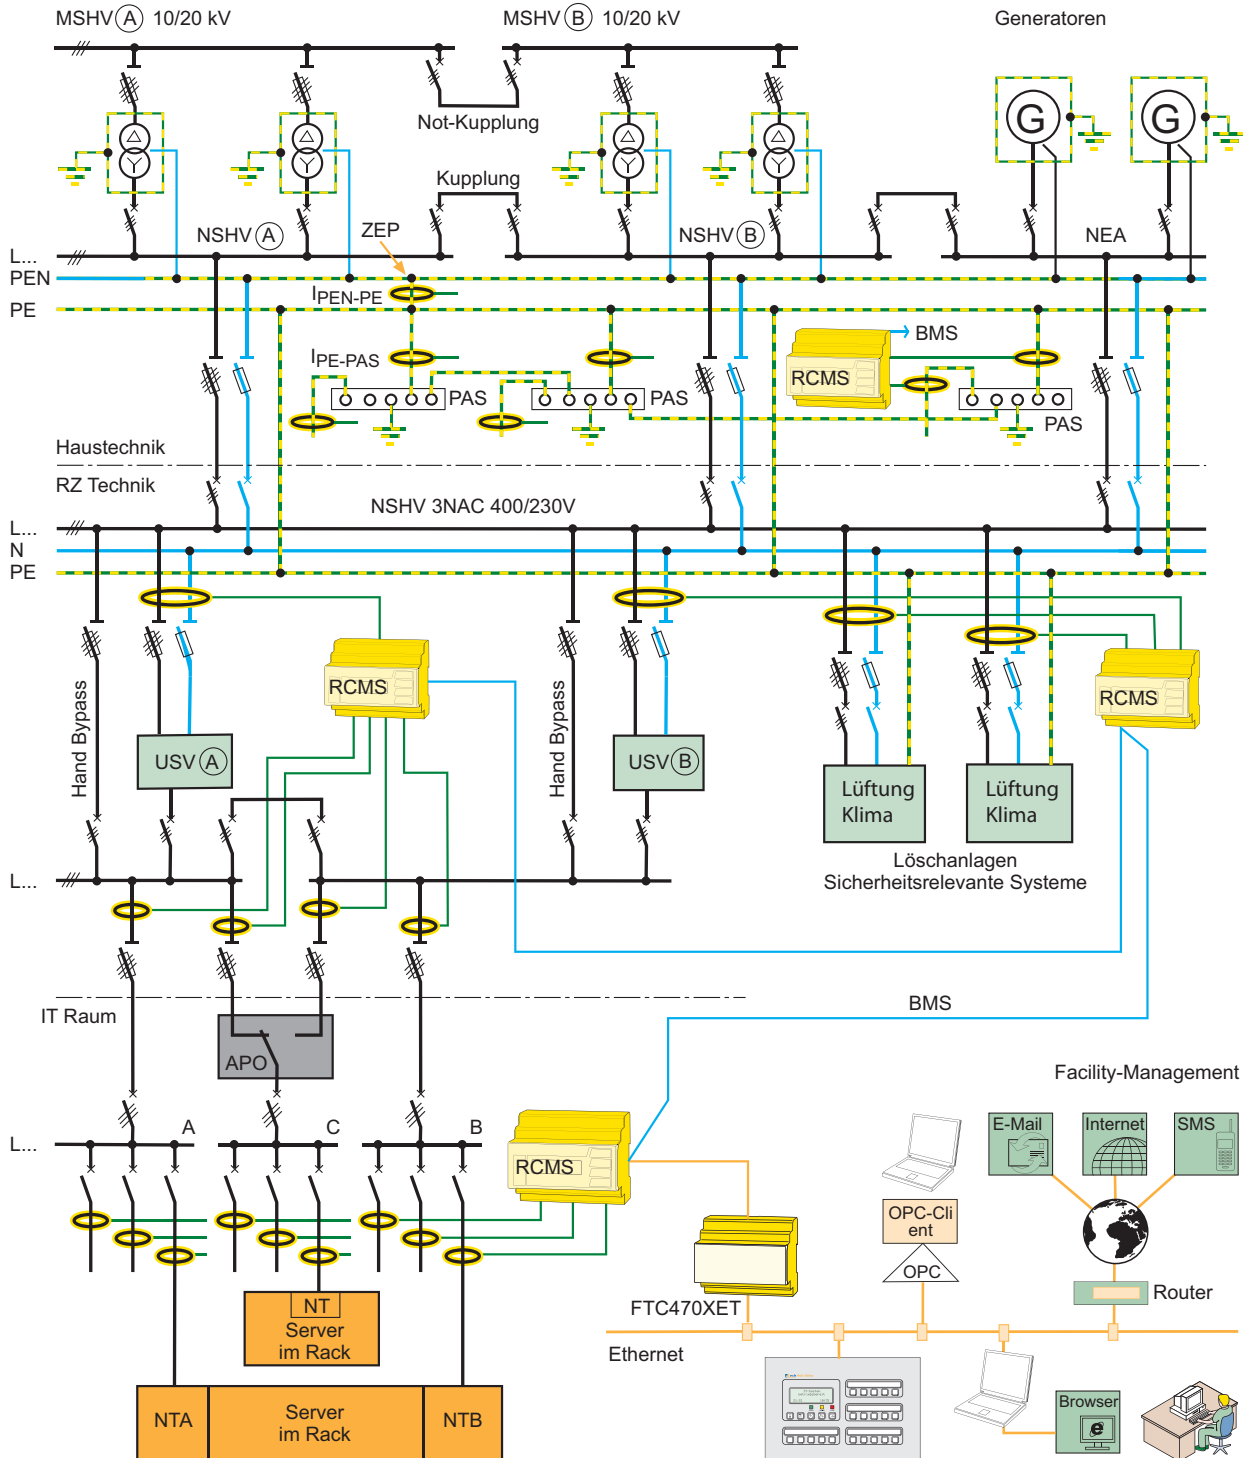 MSHV A 10/20 kV
MSHV B 10/20 kV
Generatoren
G
G
Not-Kupplung
Kupplung
NSHV A
ZEP
NSHV B
NEA
L...
PEN
IPEN-PE
PE
BMS
IPE-PAS
RCMS
PAS
PAS
PAS
Haustechnik
RZ Technik
NSHV 3NAC 400/230V
L...
N
PE
Hand Bypass
RCMS
Hand Bypass
RCMS
USV A
USV B
Lüftung
Klima
Lüftung
Klima
Löschanlagen
Sicherheitsrelevante Systeme
L...
IT Raum
BMS
APO
Facility-Management
A
C
B
L...
RCMS
E-Mail
Internet
SMS
OPC-Cli
ent
OPC
NT
Server
im Rack
FTC470XET
Router
Ethernet
NTA
Server
im Rack
NTB
Browser
e